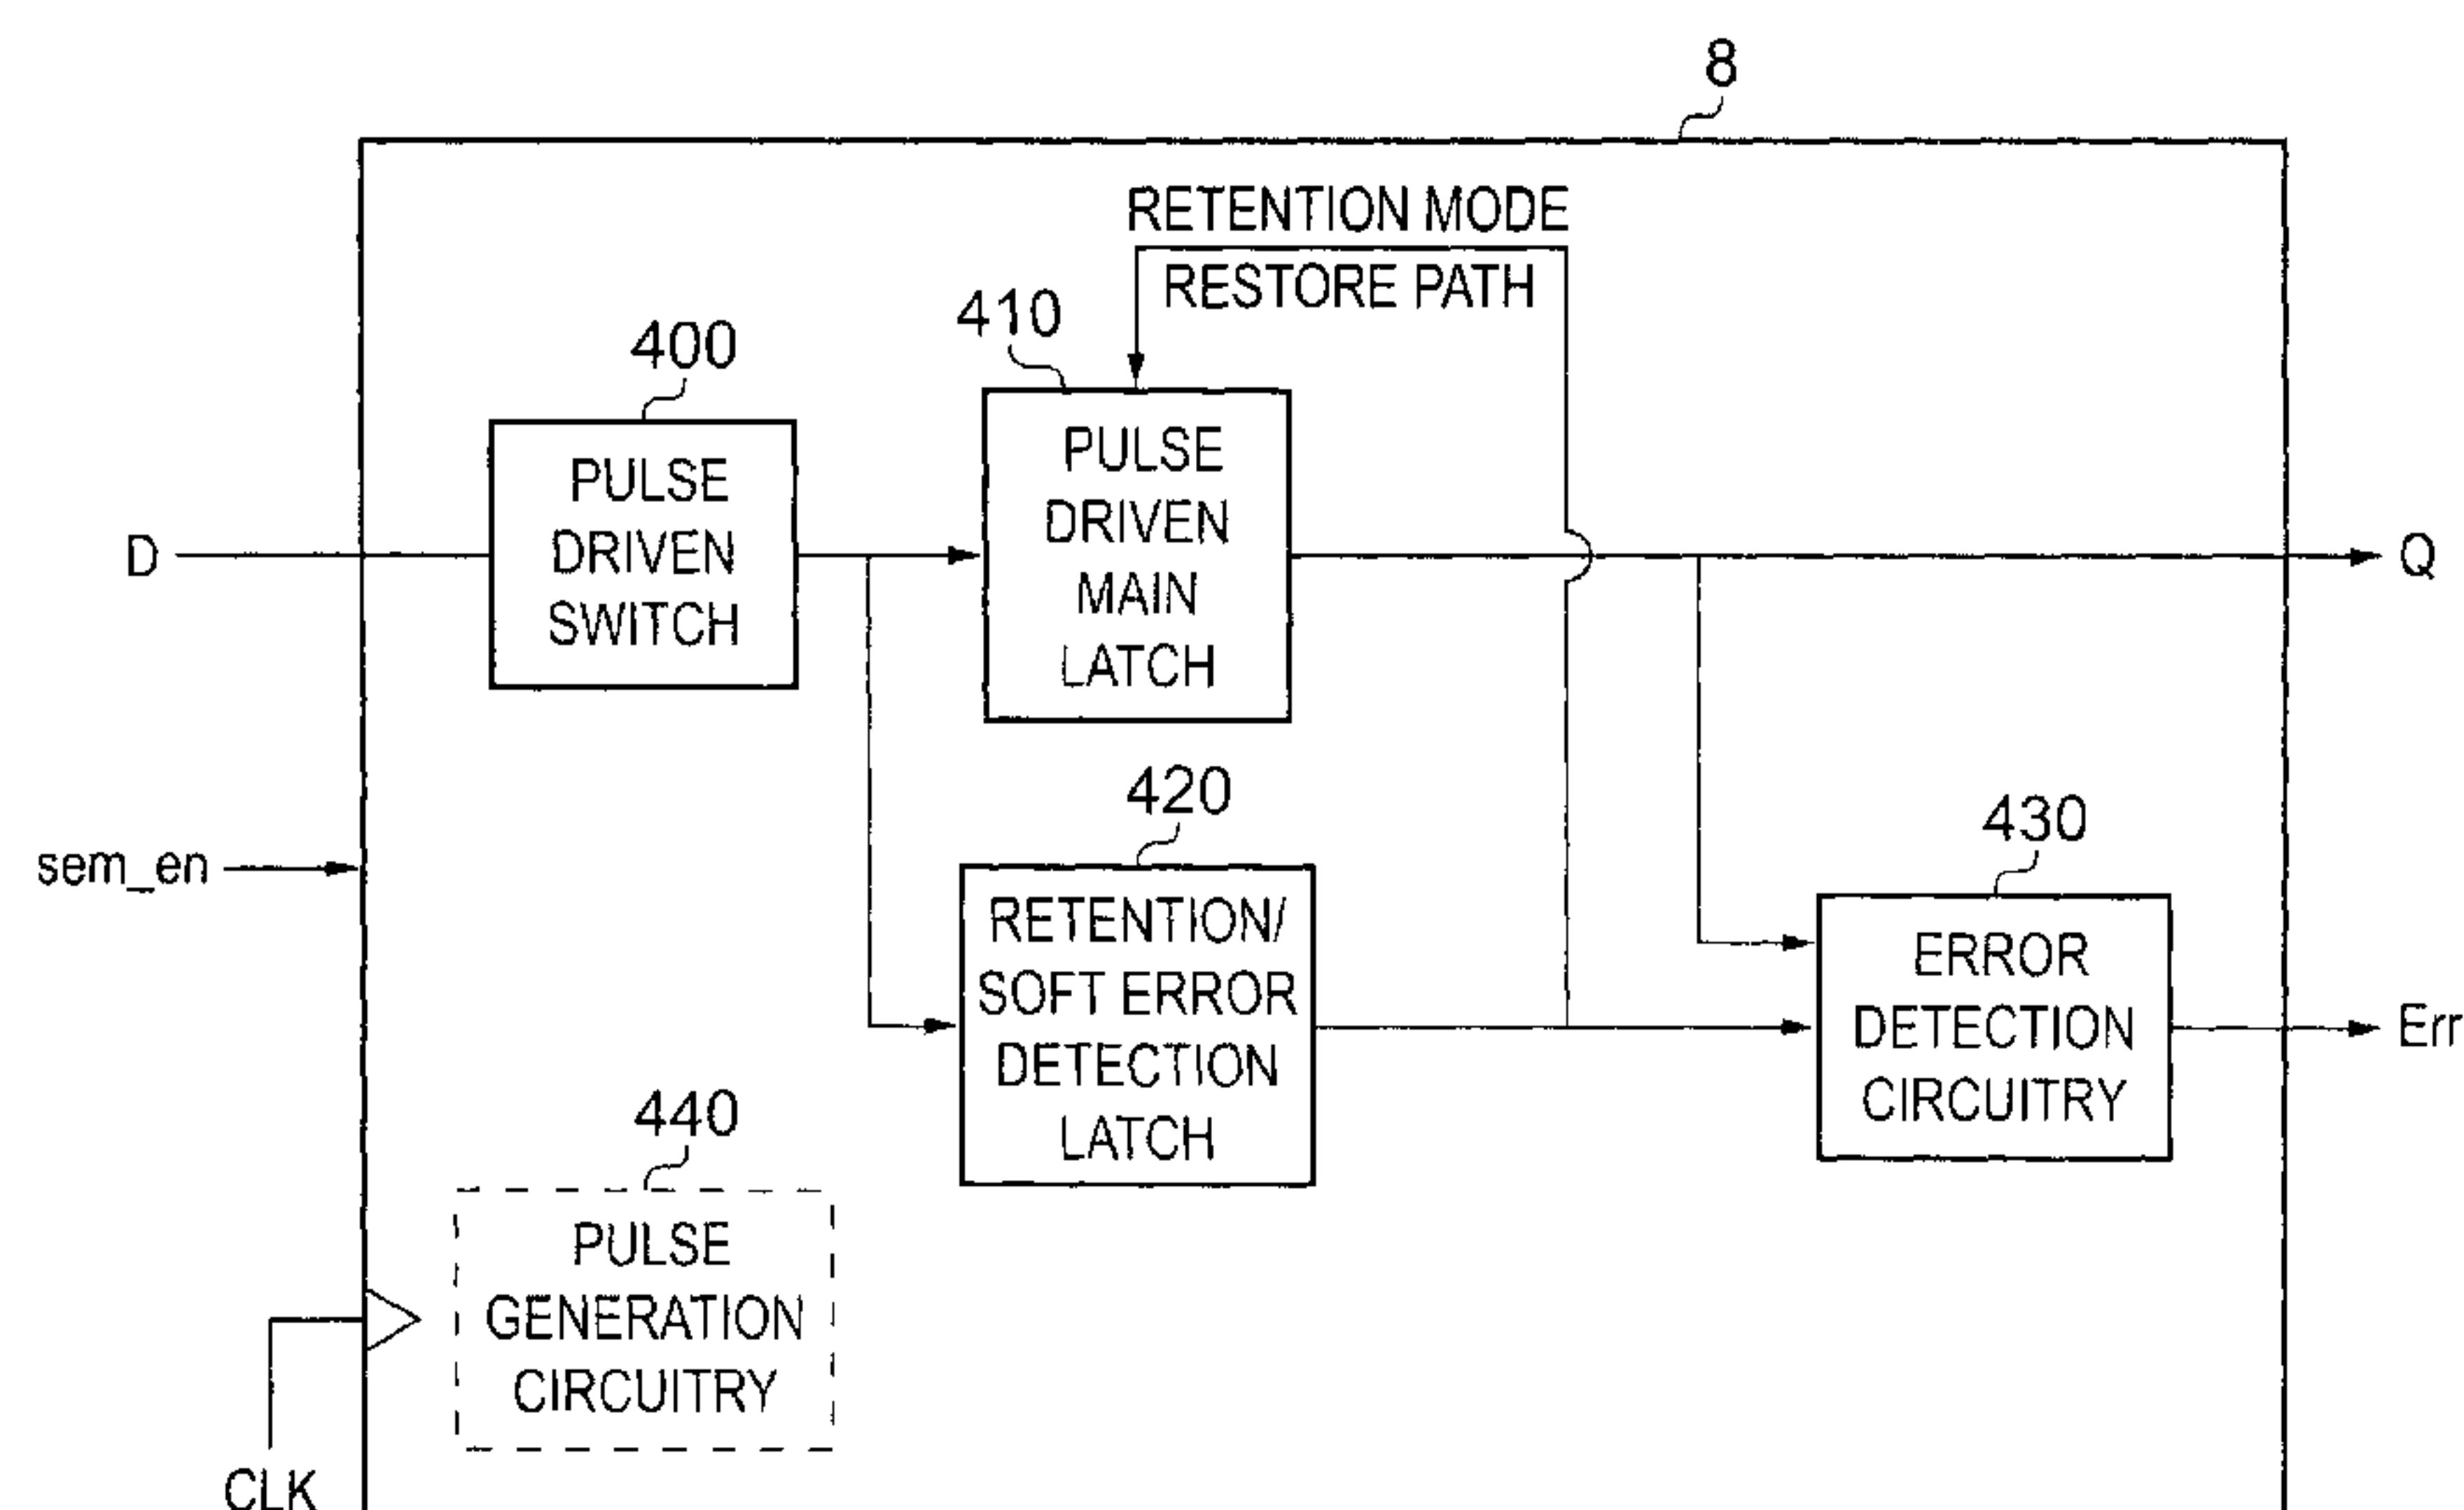 8
RETENTION MODE
RESTORE PATH
400
410
PULSE
DRIVEN
SWITCH
PULSE
DRIVEN
MAIN
LATCH
D
Q
sem_en
420
RETENTION/
SOFT ERROR
DETECTION
LATCH
430
ERROR
DETECTION
CIRCUITRY
Err
440
PULSE
GENERATION
CIRCUITRY
CLK